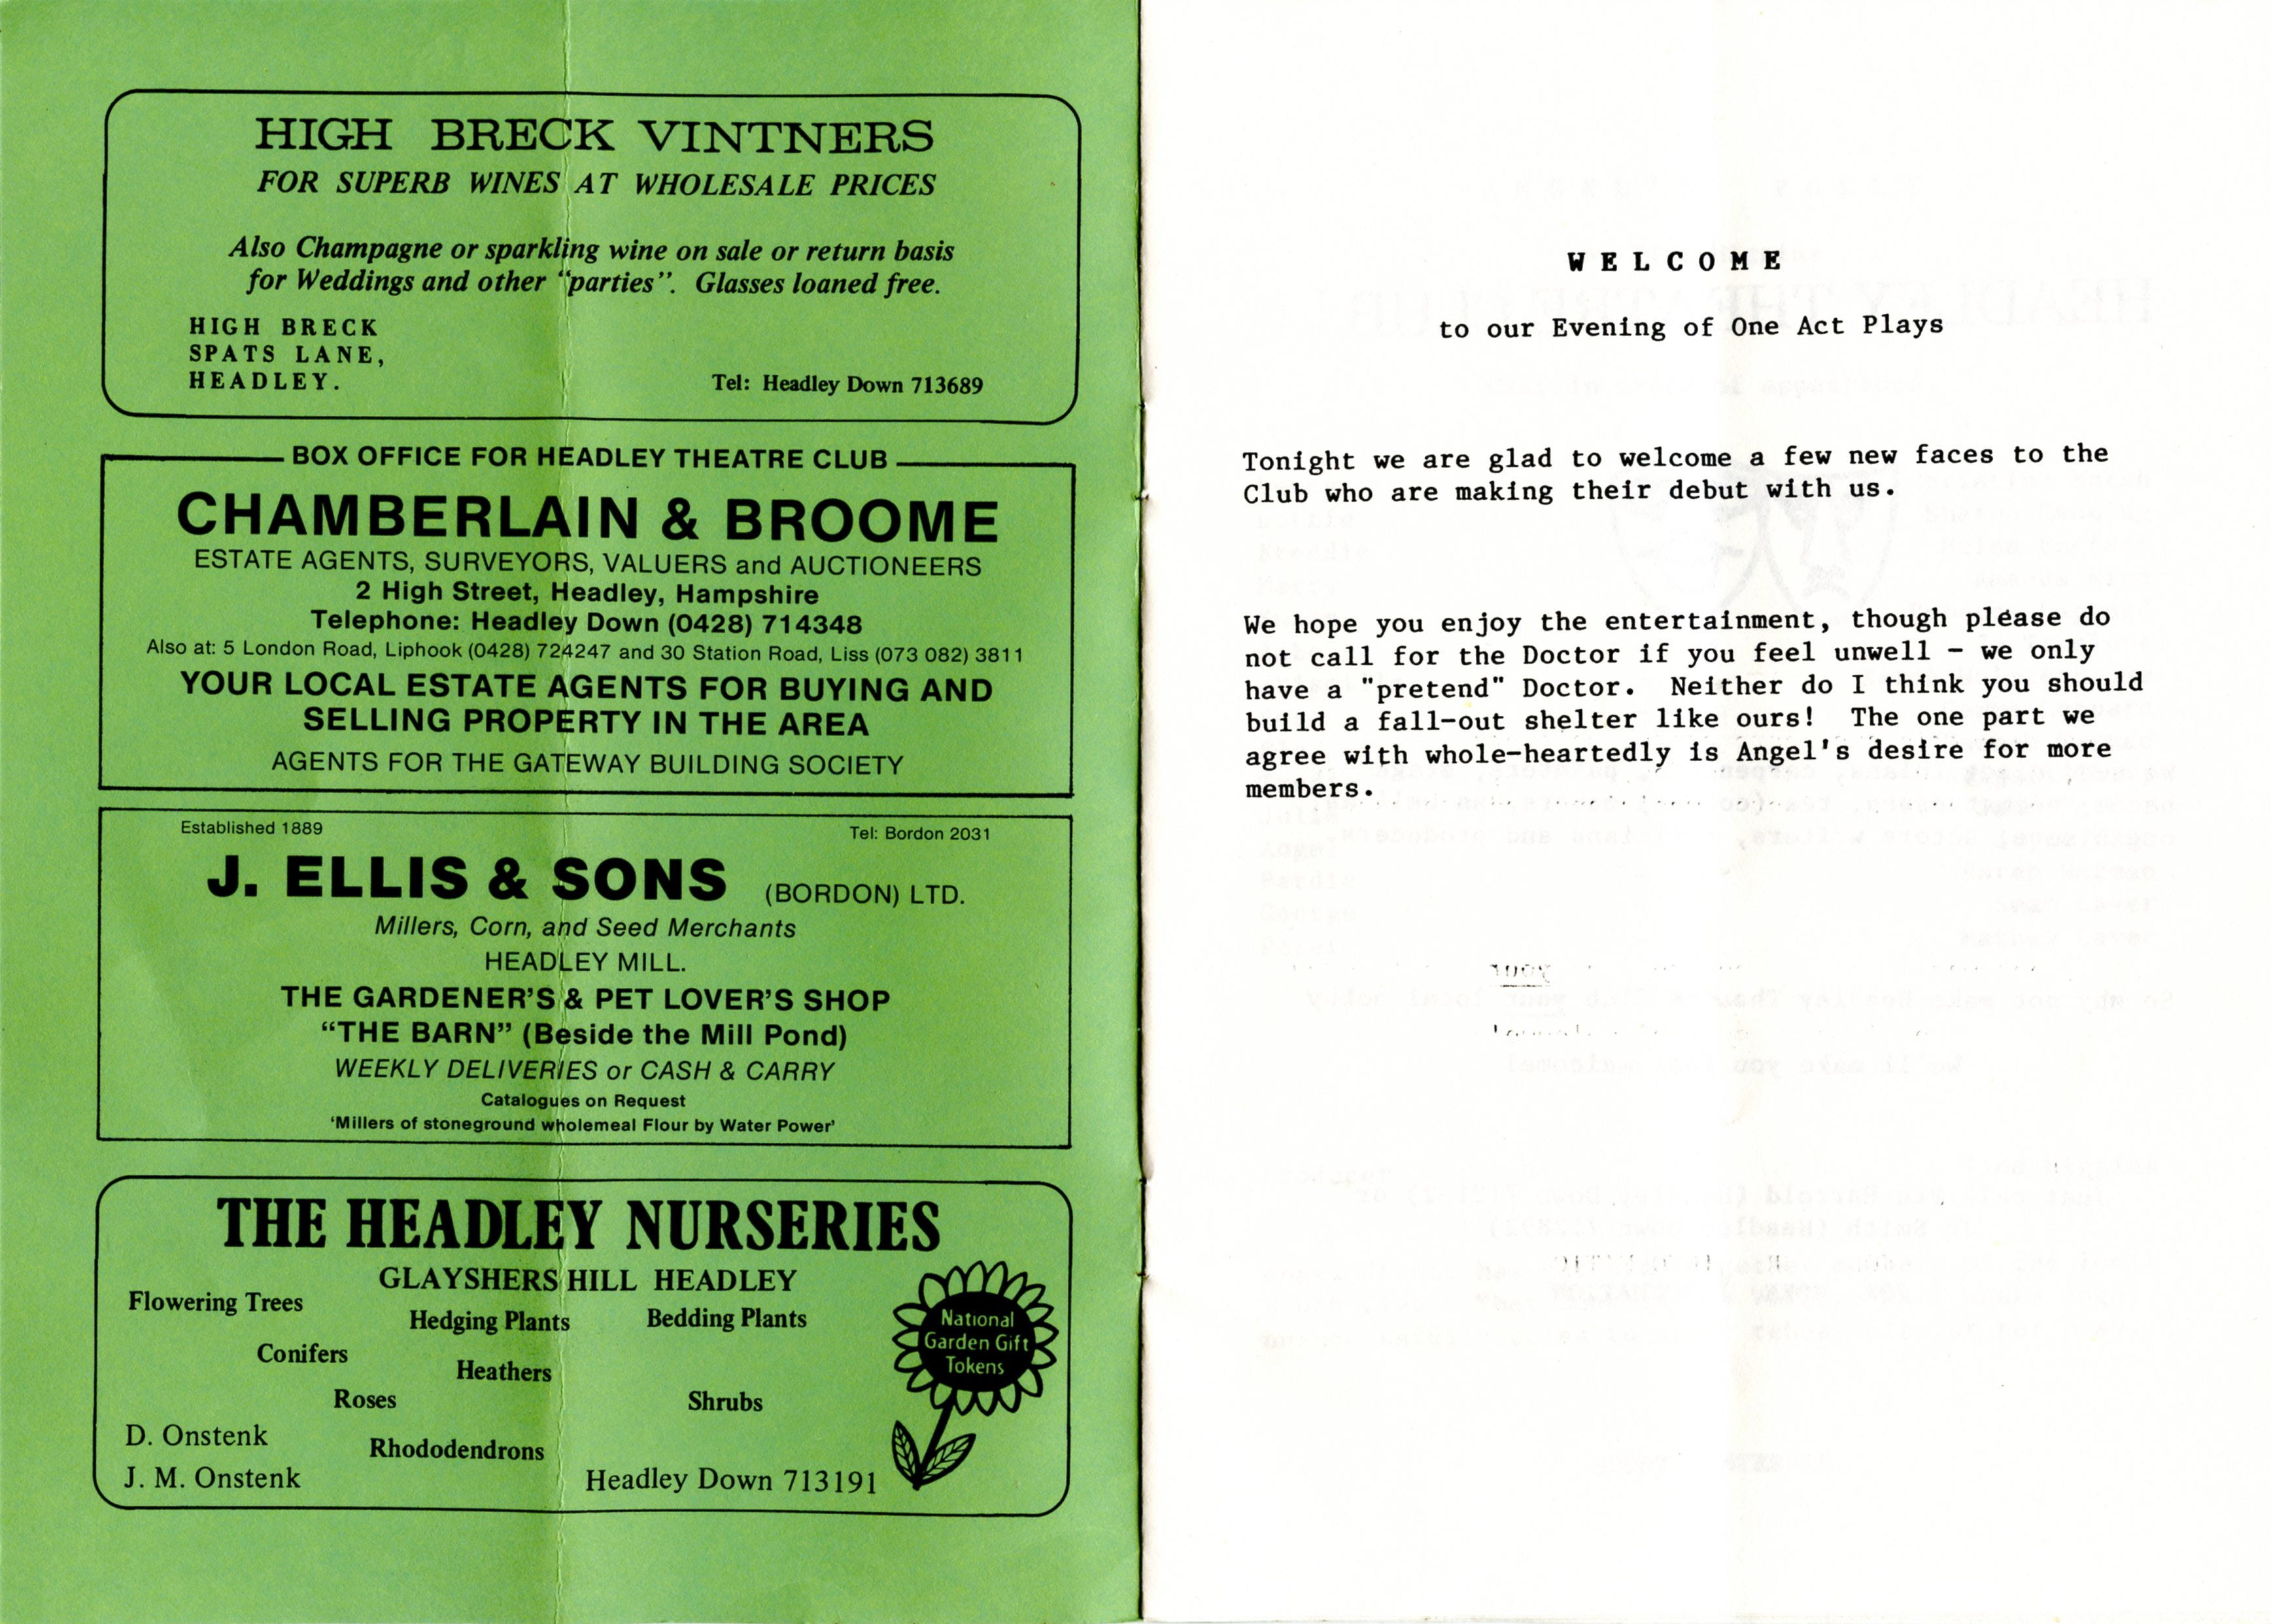 HIGH BRECK VINTNERS
FOR SUPERB WINES AT WHOLESALE PRICES
Also Champagne or sparkling wine on sale or return basis
for Weddings and other “parties”. Glasses loaned free.
HIGH BRECK
SPATS LANE,
HEADLEY.
Tel: Headley Down 713689
BOX OFFICE FOR HEADLEY THEATRE CLUB
CHAMBERLAIN & BROOME
ESTATE AGENTS, SURVEYORS, VALUERS and AUCTIONEERS
2 High Street, Headley, Hampshire
Telephone: Headley Down (0428) 714348
Also at: 5 London Road, Liphook (0428) 724247 and 30 Station Road, Liss (073 082) 3811
YOUR LOCAL ESTATE AGENTS FOR BUYING AND
SELLING PROPERTY IN THE AREA
AGENTS FOR THE GATEWAY BUILDING SOCIETY
Established 1889
Tel: Bordon 2031
J. ELLIS & SONS (BORDON) LTD.
Millers, Corn, and Seed Merchants
HEADLEY MILL.
THE GARDENER'S & PET LOVER'S SHOP
“THE BARN” (Beside the Mill Pond)
WEEKLY DELIVERIES or CASH & CARRY
Catalogues on Request
‘Millers of stoneground wholemeal Flour by Water Power’
THE HEADLEY NURSERIES
GLAYSHERS HILL HEADLEY
Flowering Trees
Hedging Plants
Bedding Plants
Conifers
Heathers
Roses
Shrubs
National
Garden Gift
Tokens
D. Onstenk
Rhododendrons
J. M. Onstenk
Headley Down 713191
WELCOME
to our Evening of One Act Plays
Tonight we are glad to welcome a few new faces to the
Club who are making their debut with us.
We hope you enjoy the entertainment, though please do
not call for the Doctor if you feel unwell - we only
have a "pretend" Doctor. Neither do I think you should
build a fall-out shelter like ours! The one part we
agree with whole-heartedly is Angel's desire for more
members.